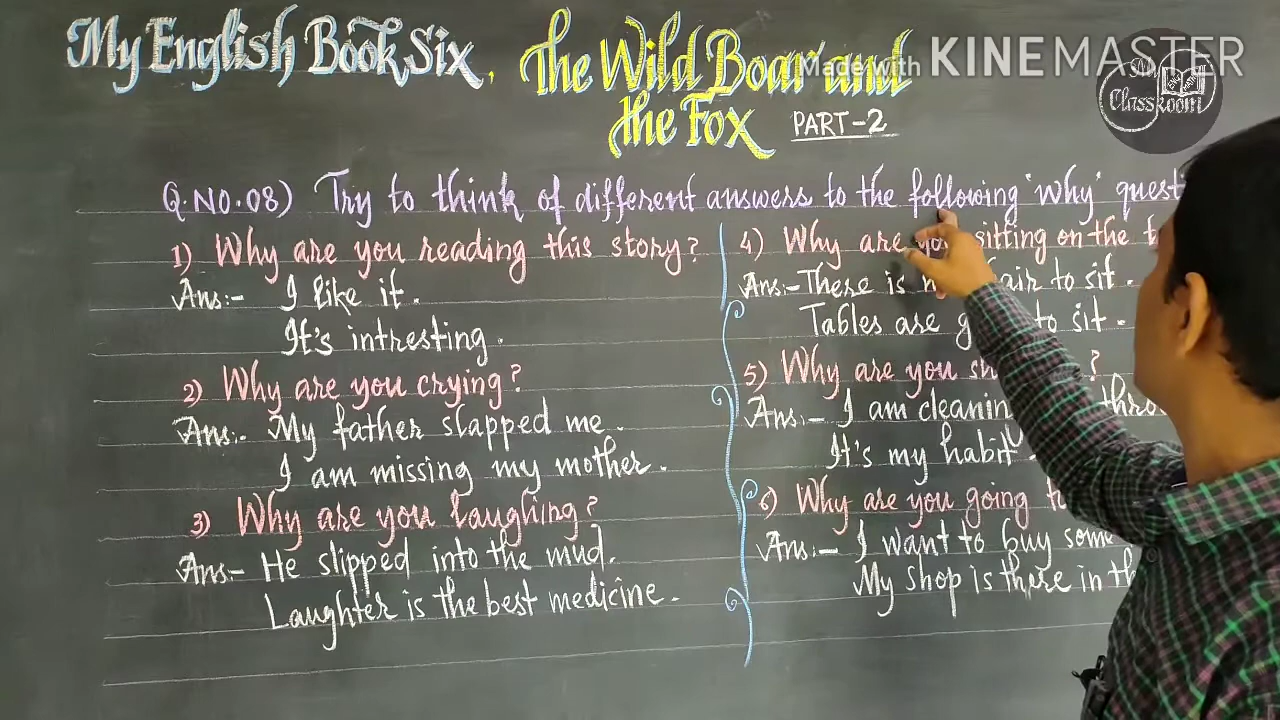 My English Book Six, The Wild Boar and
the Fox PART-2
Made with KINEMASTER
My Classroom
Q.NO.08) Try to think of different answers to the following "why"
1) Why are you reading this story?
Ans:- I like it.
It's intresting.
2) Why are you crying?
Ans:- My father slapped me.
I am missing my mother.
3) Why are you laughing?
Ans:- He slipped into the mud.
Laughter is the best medicine.
4) Why are you sitting on the
Ans:- There is to sit.
Tables are to sit.
5) Why are you ?
Ans:- I am
It's my habit.
6) Why are you going
Ans:- I want to buy some
My shop is there in